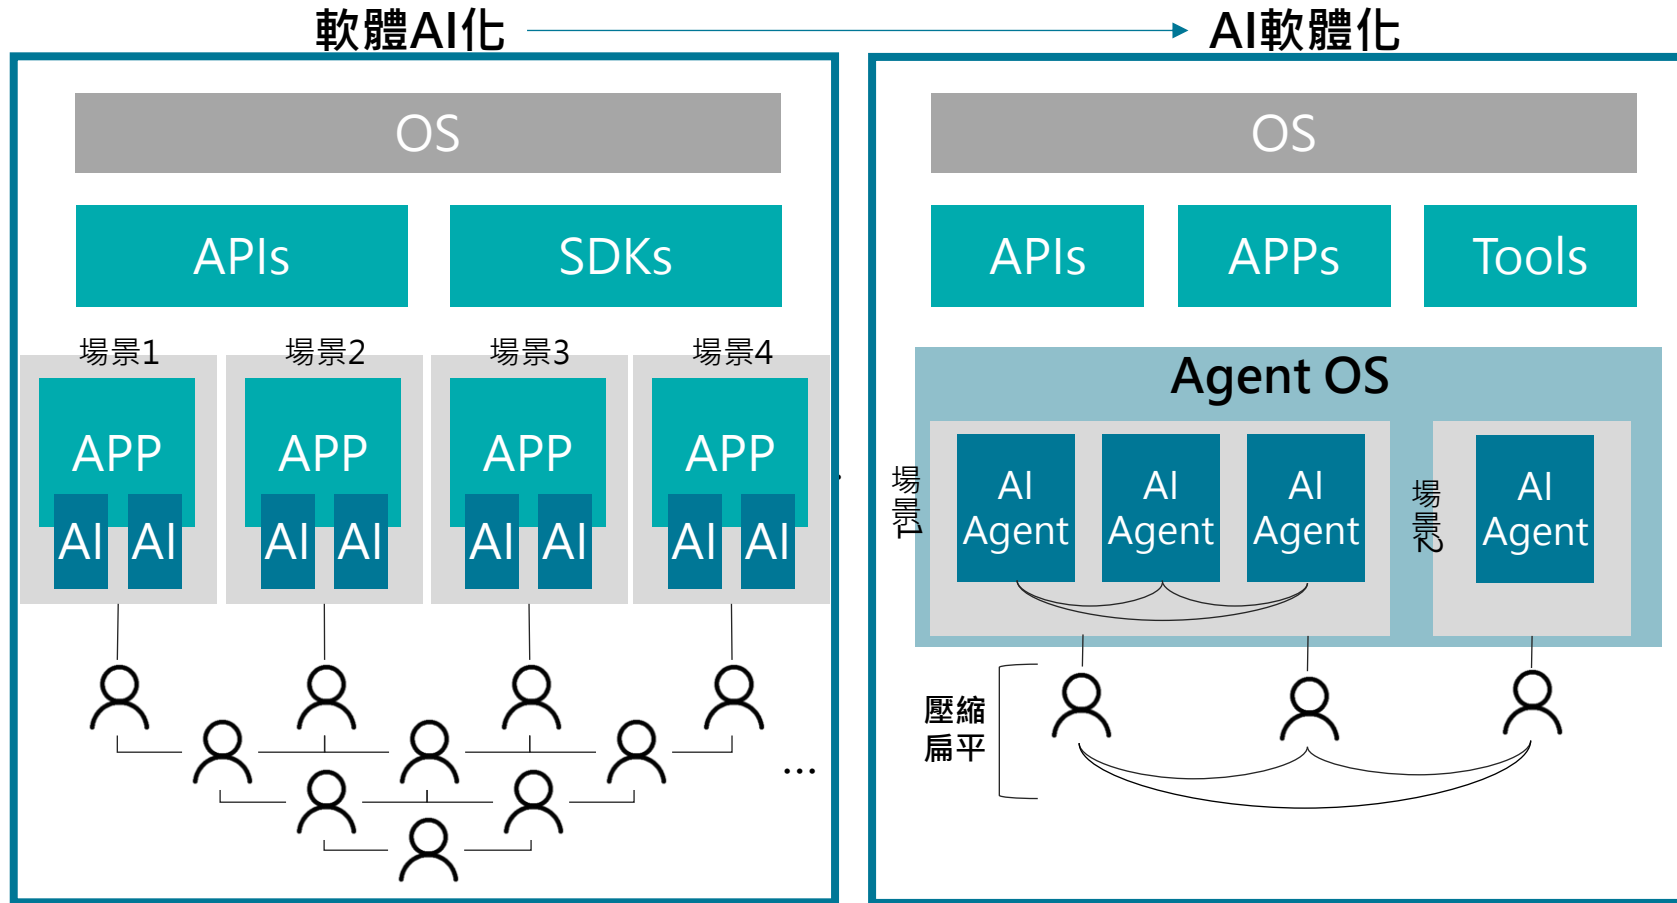 軟體AI化
AI軟體化
OS
APIs
SDKs
場景1
場景2
場景3
場景4
APP
APP
APP
APP
AI
AI
AI
AI
AI
AI
AI
AI
...
OS
APIs
APPs
Tools
Agent OS
場景1
AI
Agent
AI
Agent
AI
Agent
場景2
AI
Agent
壓縮
扁平